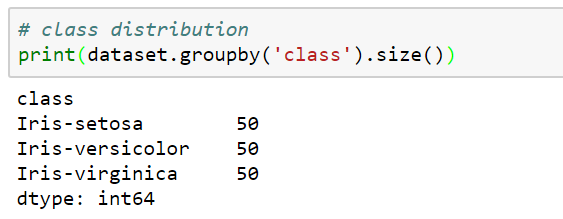 # class distribution
print(dataset.groupby('class').size())
class
Iris-setosa        50
Iris-versicolor    50
Iris-virginica     50
dtype: int64